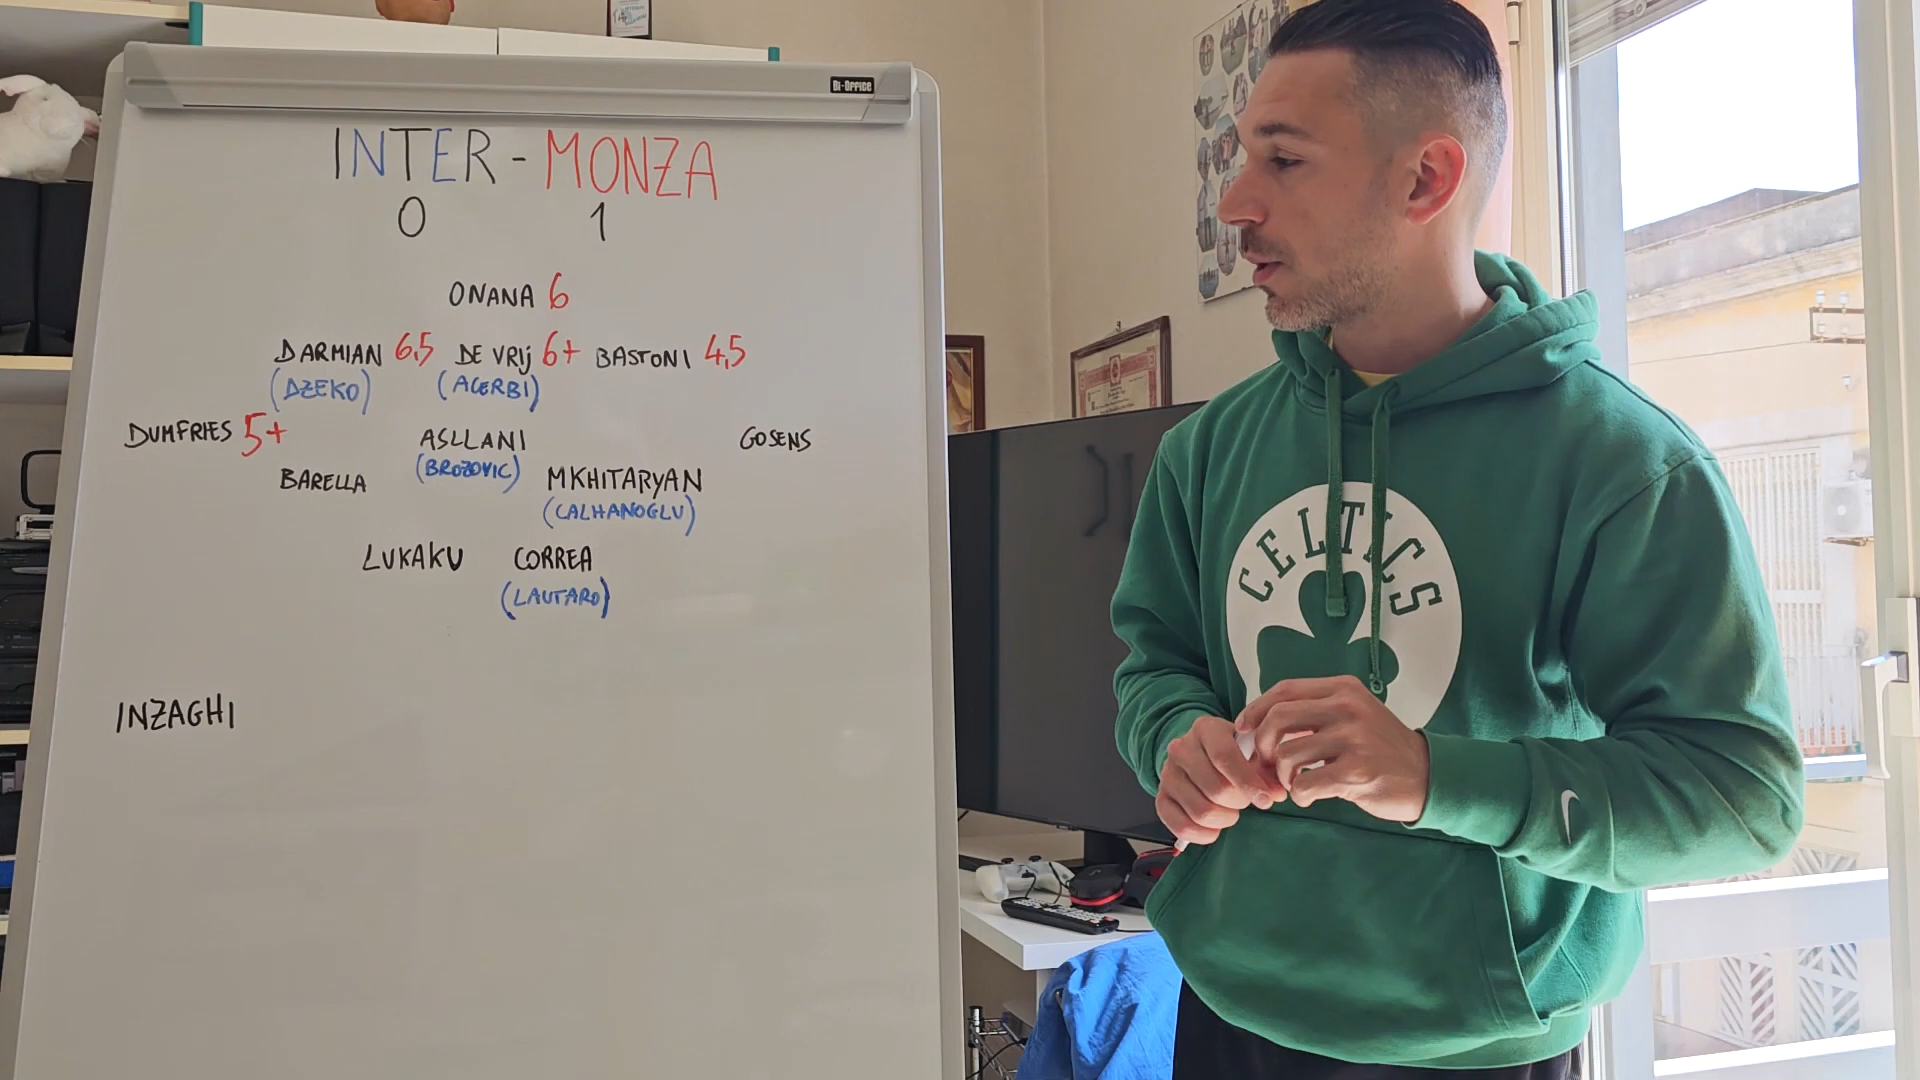 Bi-Office
INTER - MONZA
0 1
ONANA 6
DARMIAN 6,5 DE VRIJ 6+ BASTONI 4,5
(DZEKO) (ACERBI)
DUMFRIES 5+ ASLLANI GOSENS
(BROZOVIC)
BARELLA MKHITARYAN
(CALHANOGLU)
LUKAKU CORREA
(LAUTARO)
INZAGHI
CELTICS